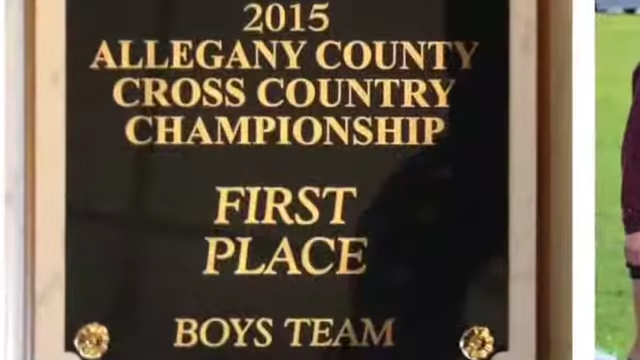 2015
ALLEGANY COUNTY
CROSS COUNTRY
CHAMPIONSHIP
FIRST
PLACE
BOYS TEAM